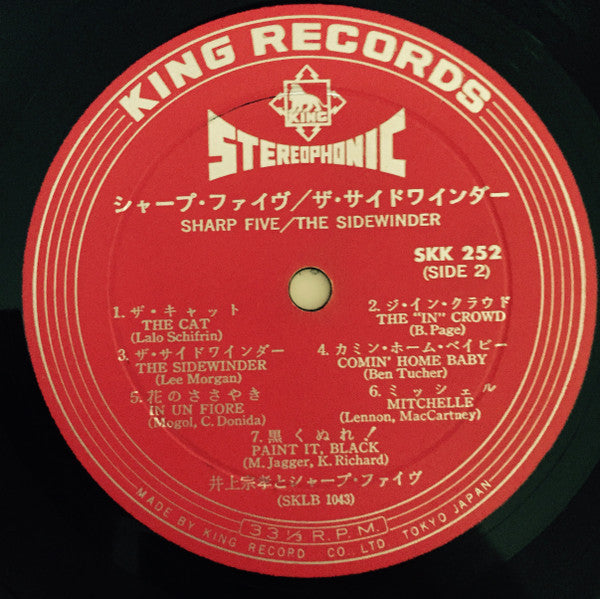 KING RECORDS
KING
STEREOPHONIC
シャープ・ファイヴ／ザ・サイドワインダー
SHARP FIVE/THE SIDEWINDER
SKK 252
(SIDE 2)
1. ザ・キャット
THE CAT
(Lalo Schifrin)
2. ジ・イン・クラウド
THE "IN" CROWD
(B. Page)
3. ザ・サイドワインダー
THE SIDEWINDER
(Lee Morgan)
4. カミン・ホーム・ベイビー
COMIN' HOME BABY
(Ben Tucher)
5. 花のささやき
IN UN FIORE
(Mogol, C. Donida)
6. ミッシェル
MITCHELLE
(Lennon, MacCartney)
7. 黒くぬれ！
PAINT IT, BLACK
(M. Jagger, K. Richard)
井上宗孝とシャープ・ファイヴ
(SKLB 1043)
33⅓ R.P.M.
MADE BY KING RECORD CO., LTD TOKYO JAPAN